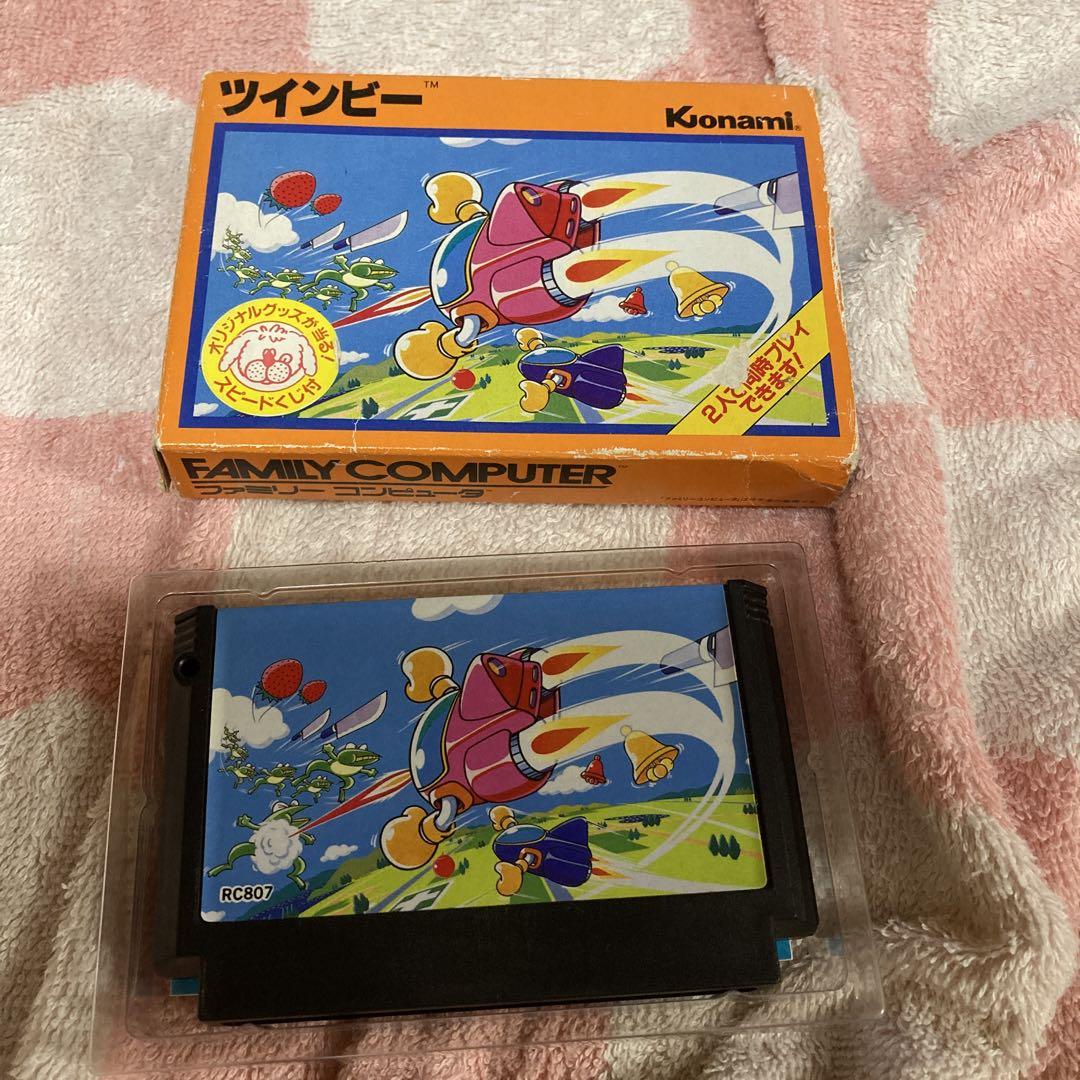 ツインビー™
Konami®
オリジナルグッズが当る!
スピードくじ付
2人で同時プレイ
できます!
FAMILY COMPUTER™
ファミリー コンピュータ
RC807